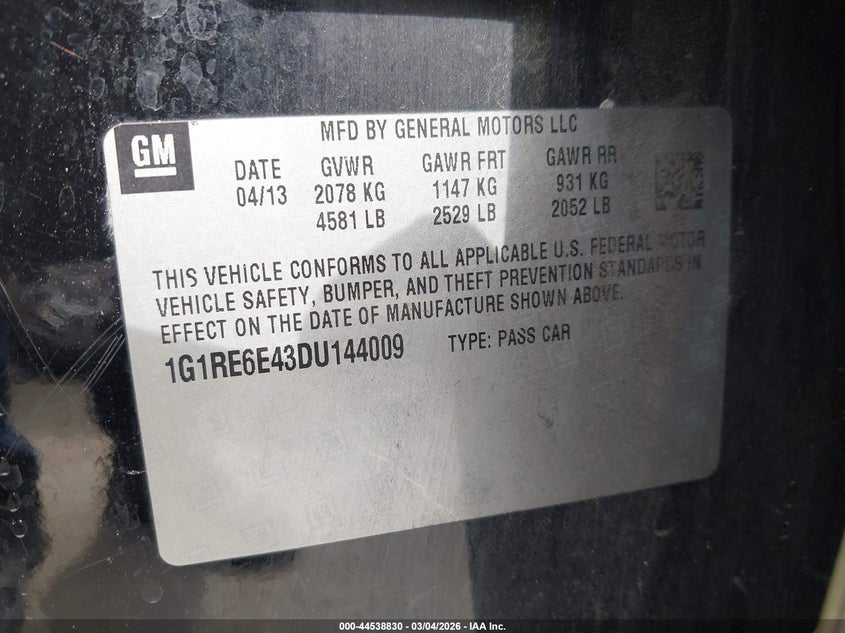 GM
MFD BY GENERAL MOTORS LLC
DATE GVWR GAWR FRT GAWR RR
04/13 2078 KG 1147 KG 931 KG
4581 LB 2529 LB 2052 LB
THIS VEHICLE CONFORMS TO ALL APPLICABLE U.S. FEDERAL MOTOR
VEHICLE SAFETY, BUMPER, AND THEFT PREVENTION STANDARDS IN
EFFECT ON THE DATE OF MANUFACTURE SHOWN ABOVE.
1G1RE6E43DU144009 TYPE: PASS CAR
000-44538830 - 03/04/2026 - IAA Inc.